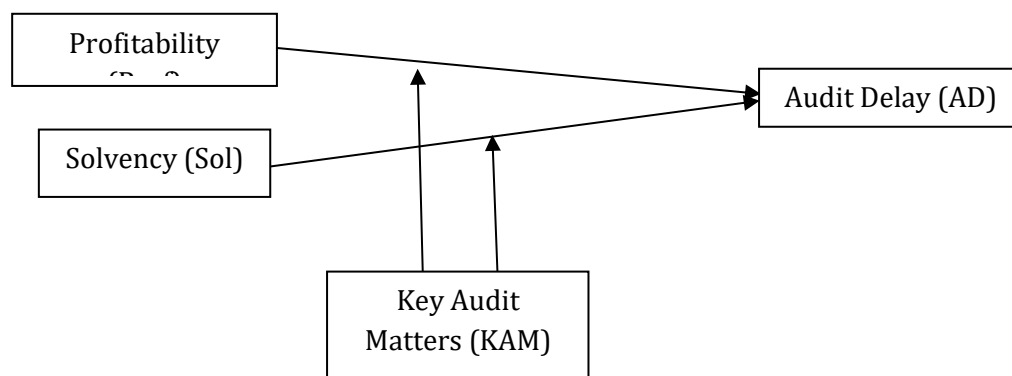 Profitability
Audit Delay (AD)
Solvency (Sol)
Key Audit
Matters (KAM)